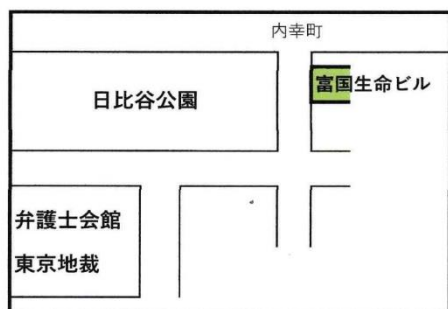 内幸町
富国生命ビル
日比谷公園
弁護士会館
東京地裁